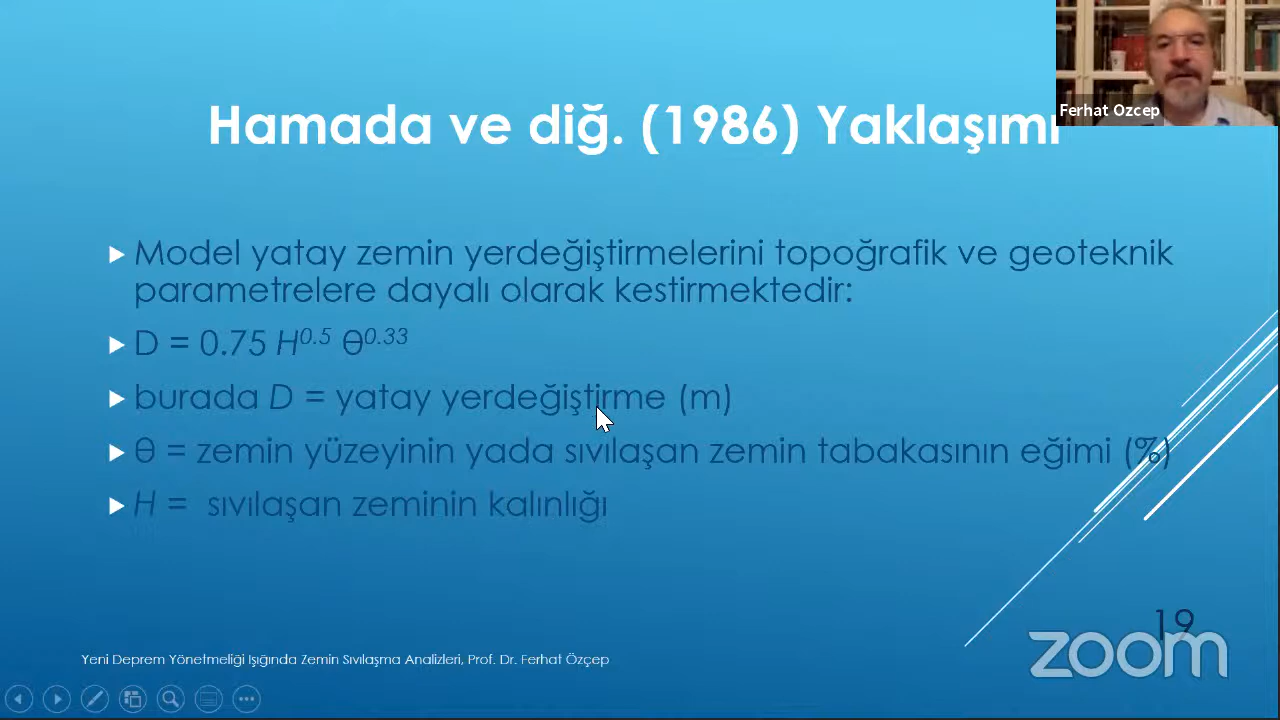 Hamada ve diğ. (1986) Yaklaşımı
Ferhat Ozcep
Model yatay zemin yerdeğiştirmelerini topoğrafik ve geoteknik
parametrelere dayalı olarak kestirmektedir:
D = 0.75 H^0.5 θ^0.33
burada D = yatay yerdeğiştirme (m)
θ = zemin yüzeyinin yada sıvılaşan zemin tabakasının eğimi (%)
H = sıvılaşan zeminin kalınlığı
19
Yeni Deprem Yönetmeliği Işığında Zemin Sıvılaşma Analizleri, Prof. Dr. Ferhat Özçep
zoom